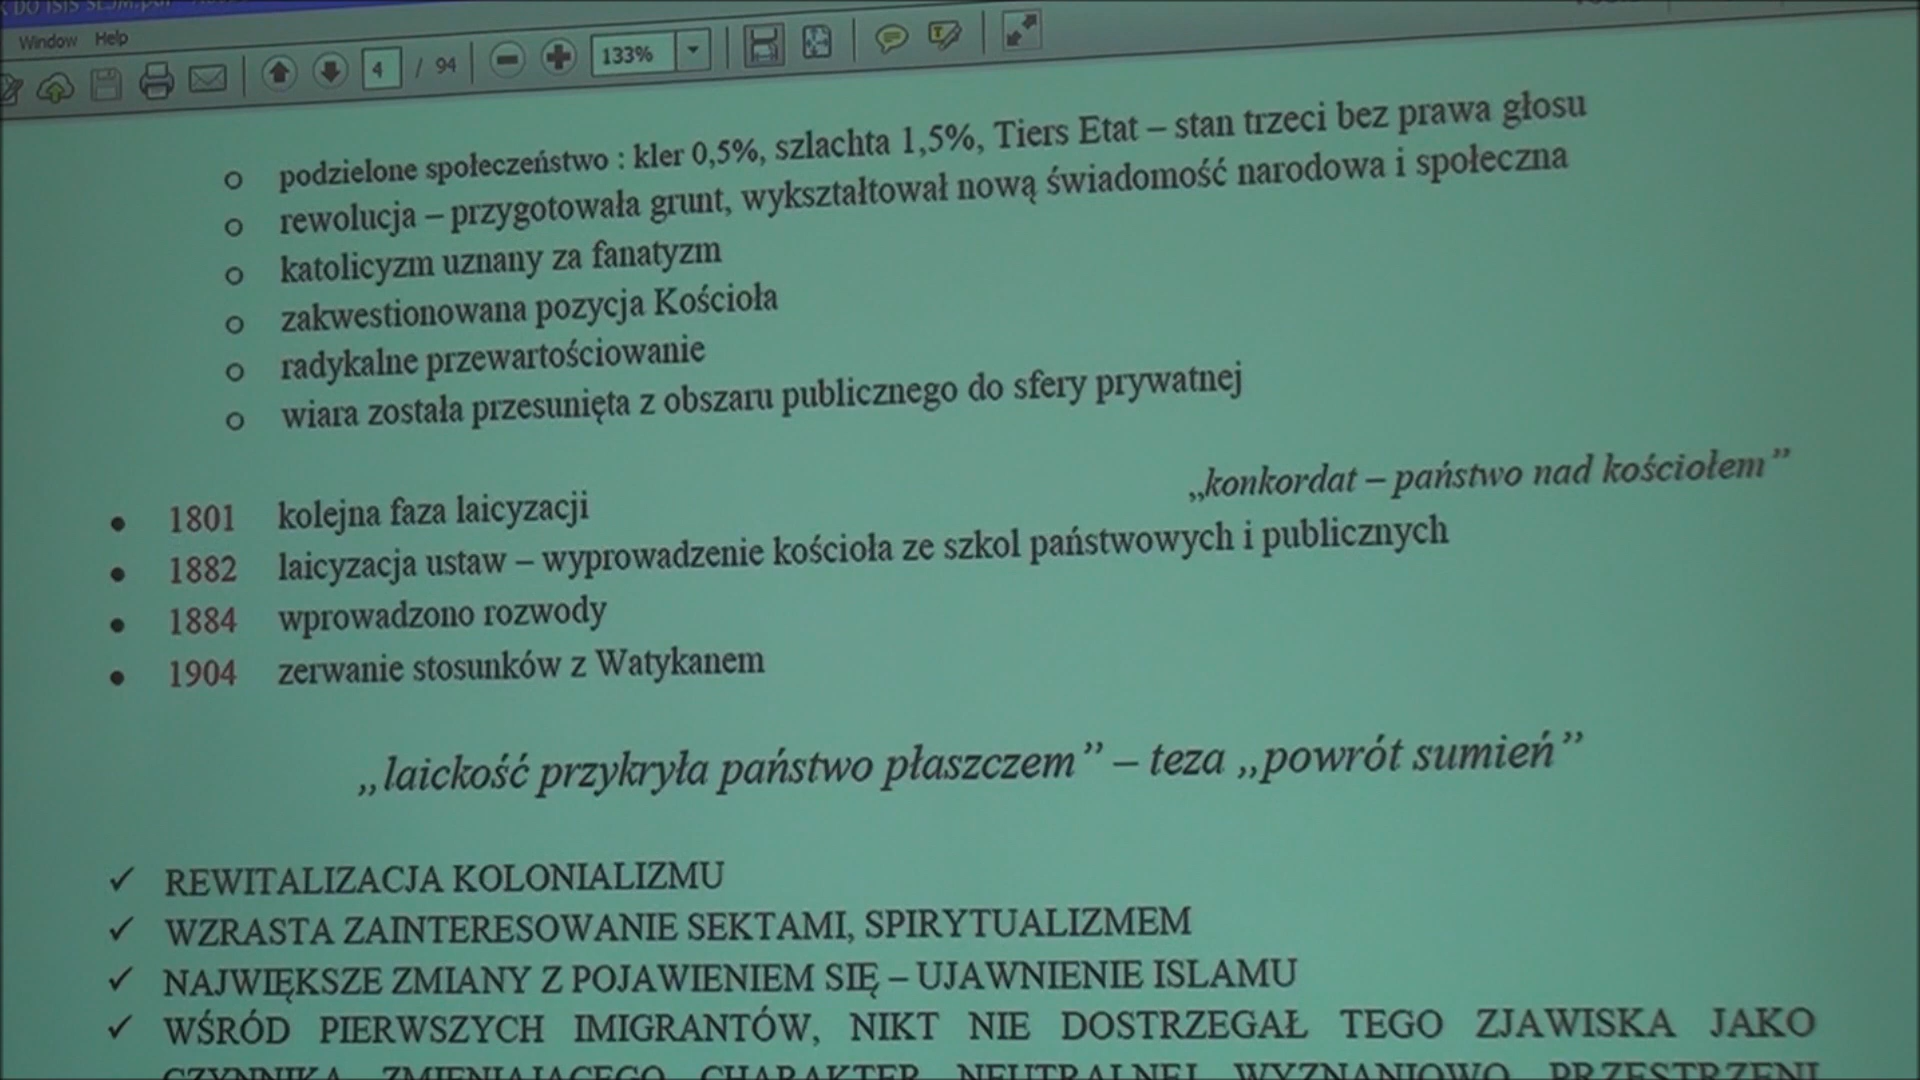 DO ISIS SEJM.pdf
Window Help
4 / 94 133%
podzielone społeczeństwo : kler 0,5%, szlachta 1,5%, Tiers Etat – stan trzeci bez prawa głosu
rewolucja – przygotowała grunt, wykształtował nową świadomość narodowa i społeczna
katolicyzm uznany za fanatyzm
zakwestionowana pozycja Kościoła
radykalne przewartościowanie
wiara została przesunięta z obszaru publicznego do sfery prywatnej
„konkordat – państwo nad kościołem”
1801 kolejna faza laicyzacji
1882 laicyzacja ustaw – wyprowadzenie kościoła ze szkol państwowych i publicznych
1884 wprowadzono rozwody
1904 zerwanie stosunków z Watykanem
„laickość przykryła państwo płaszczem” – teza „powrót sumień”
✓ REWITALIZACJA KOLONIALIZMU
✓ WZRASTA ZAINTERESOWANIE SEKTAMI, SPIRYTUALIZMEM
✓ NAJWIĘKSZE ZMIANY Z POJAWIENIEM SIĘ – UJAWNIENIE ISLAMU
✓ WŚRÓD PIERWSZYCH IMIGRANTÓW, NIKT NIE DOSTRZEGAŁ TEGO ZJAWISKA JAKO
CZYNNIKA ZMIENIAJĄCEGO CHARAKTER NEUTRALNEJ WYZNANIOWO PRZESTRZENI